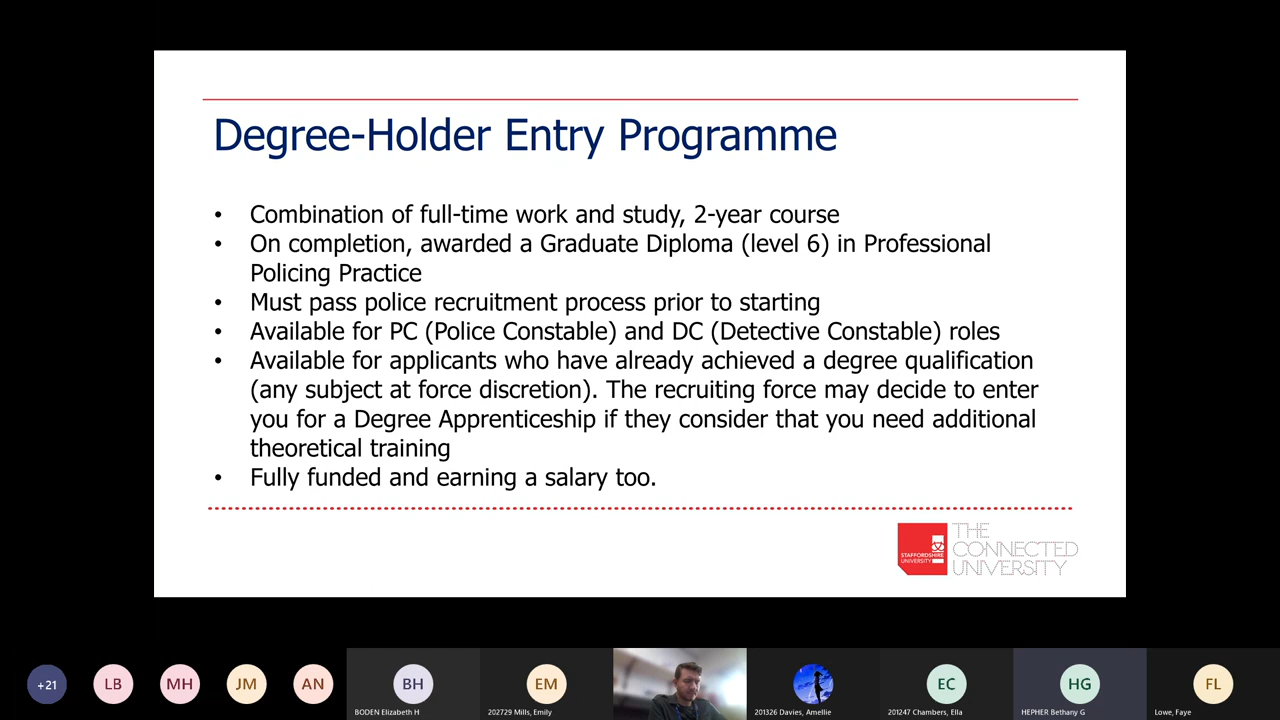 Degree-Holder Entry Programme
• Combination of full-time work and study, 2-year course
• On completion, awarded a Graduate Diploma (level 6) in Professional
Policing Practice
• Must pass police recruitment process prior to starting
• Available for PC (Police Constable) and DC (Detective Constable) roles
• Available for applicants who have already achieved a degree qualification
(any subject at force discretion). The recruiting force may decide to enter
you for a Degree Apprenticeship if they consider that you need additional
theoretical training
• Fully funded and earning a salary too.
STAFFORDSHIRE
UNIVERSITY
THE
CONNECTED
UNIVERSITY
+21
LB
MH
JM
AN
BH
EM
EC
HG
FL
BODEN Elizabeth H
202729 Mills, Emily
201326 Davies, Amellie
201247 Chambers, Ella
HEPHER Bethany G
Lowe, Faye